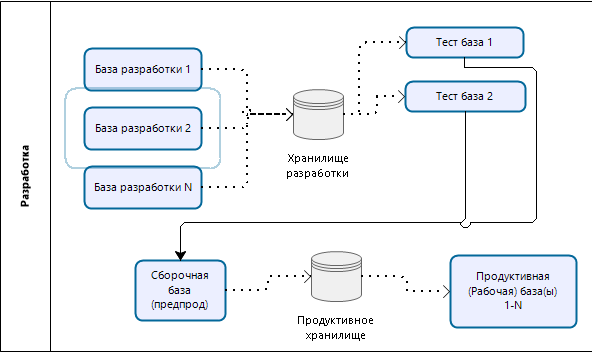 Разработка
База разработки 1
База разработки 2
База разработки N
Хранилище
разработки
Тест база 1
Тест база 2
Сборочная
база
(предпрод)
Продуктивное
хранилище
Продуктивная
(Рабочая) база(ы)
1-N